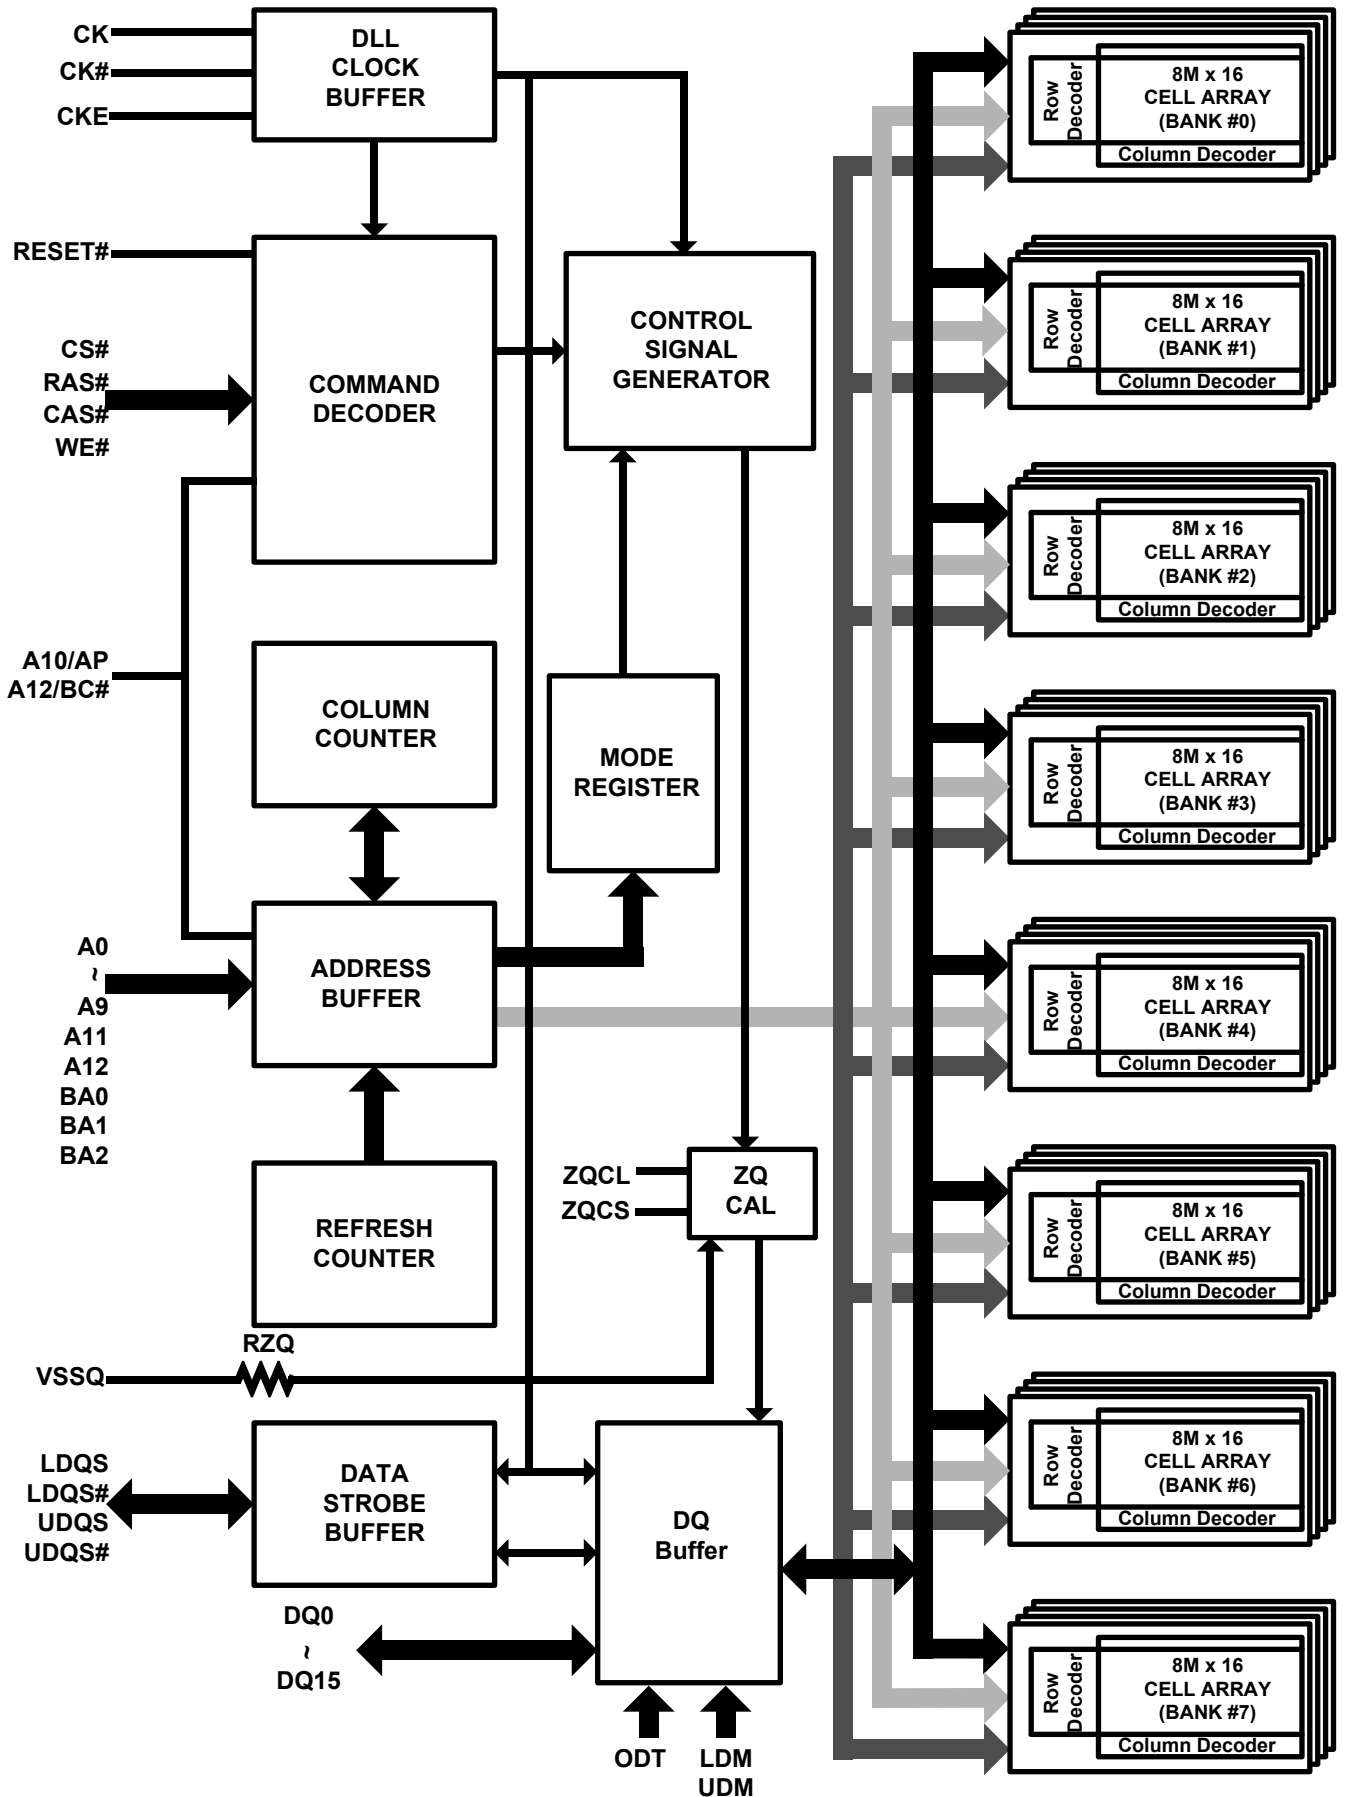 CK
CK#
CKE
DLL
CLOCK
BUFFER
RESET#
CS#
RAS#
CAS#
WE#
COMMAND
DECODER
CONTROL
SIGNAL
GENERATOR
A10/AP
A12/BC#
COLUMN
COUNTER
MODE
REGISTER
A0
~
A9
A11
A12
BA0
BA1
BA2
ADDRESS
BUFFER
REFRESH
COUNTER
ZQCL
ZQCS
ZQ
CAL
RZQ
VSSQ
LDQS
LDQS#
UDQS
UDQS#
DATA
STROBE
BUFFER
DQ
Buffer
DQ0
~
DQ15
ODT
LDM
UDM
Row
Decoder
8M x 16
CELL ARRAY
(BANK #0)
Column Decoder
Row
Decoder
8M x 16
CELL ARRAY
(BANK #1)
Column Decoder
Row
Decoder
8M x 16
CELL ARRAY
(BANK #2)
Column Decoder
Row
Decoder
8M x 16
CELL ARRAY
(BANK #3)
Column Decoder
Row
Decoder
8M x 16
CELL ARRAY
(BANK #4)
Column Decoder
Row
Decoder
8M x 16
CELL ARRAY
(BANK #5)
Column Decoder
Row
Decoder
8M x 16
CELL ARRAY
(BANK #6)
Column Decoder
Row
Decoder
8M x 16
CELL ARRAY
(BANK #7)
Column Decoder